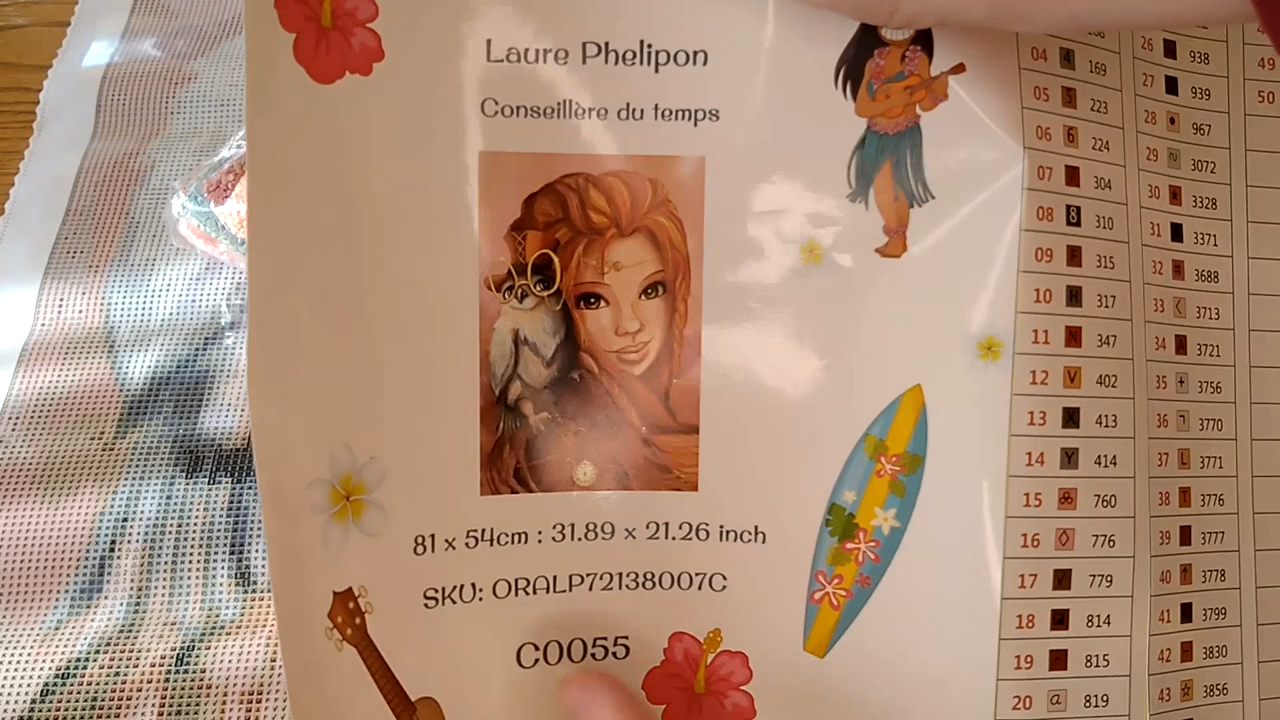 Laure Phelipon
Conseillère du temps
81 x 54cm : 31.89 x 21.26 inch
SKU: ORALP72138007C
C0055
04 4 169
05 5 223
06 6 224
07 304
08 8 310
09 F 315
10 H 317
11 N 347
12 V 402
13 X 413
14 Y 414
15 760
16 ◇ 776
17 779
18 814
19 815
20 a 819
26 938
27 939
28 967
29 3072
30 3328
31 3371
32 # 3688
33 3713
34 A 3721
35 + 3756
36 3770
37 L 3771
38 T 3776
39 3777
40 ↑ 3778
41 3799
42 - 3830
43 ☆ 3856
49
50